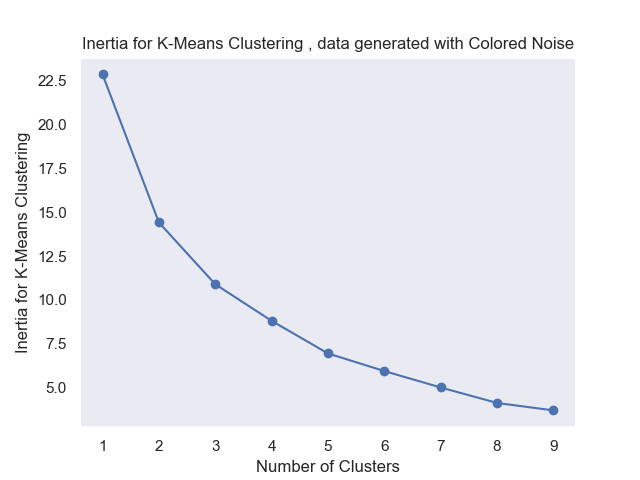 Inertia for K-Means Clustering , data generated with Colored Noise
Inertia for K-Means Clustering
22.5
20.0
17.5
15.0
12.5
10.0
7.5
5.0
1 2 3 4 5 6 7 8 9
Number of Clusters